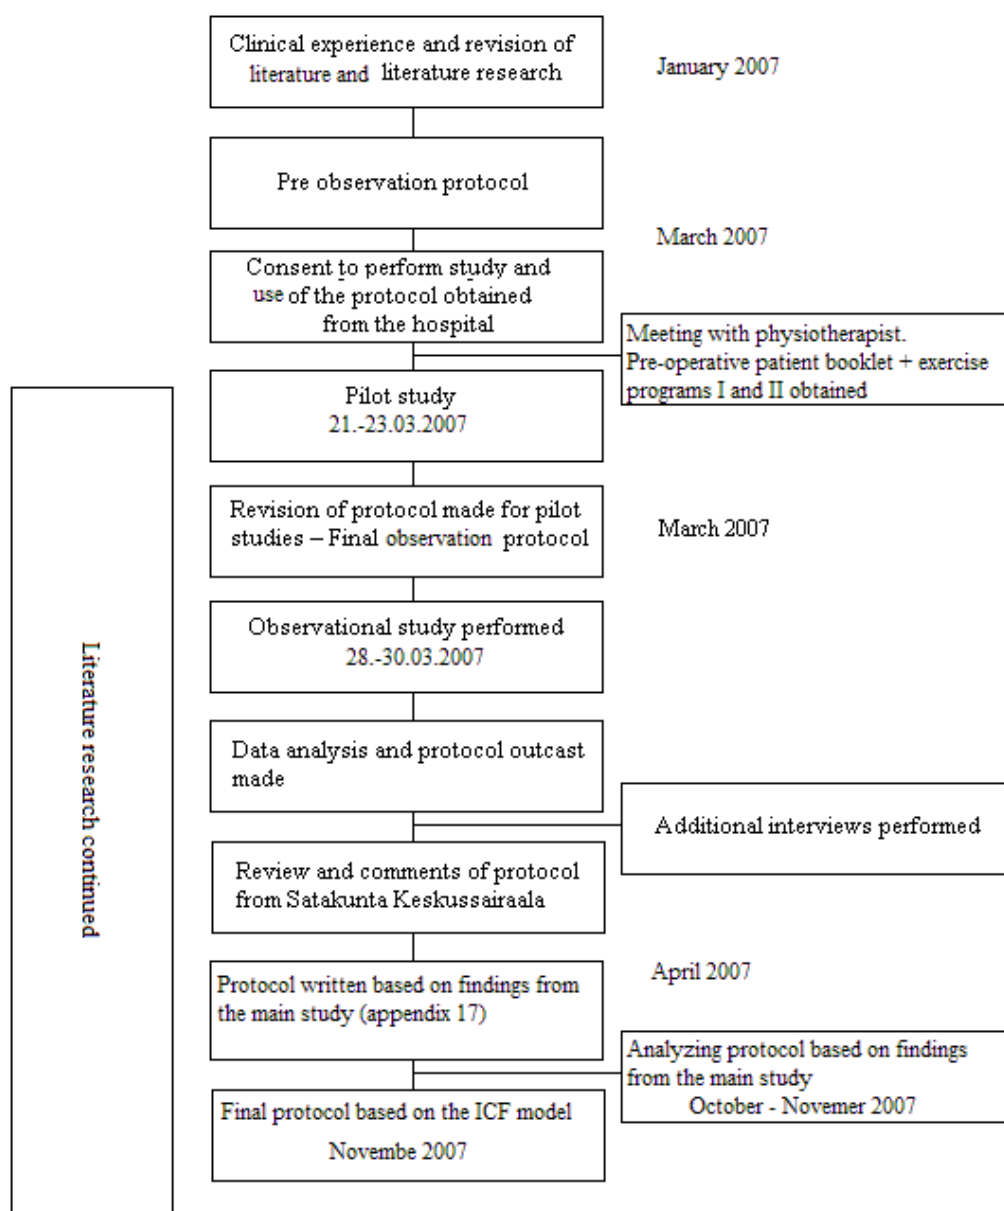 Clinical experience and revision of
literature and literature research
January 2007
Pre observation protocol
March 2007
Consent to perform study and
use of the protocol obtained
from the hospital
Meeting with physiotherapist.
Pre-operative patient booklet + exercise
programs I and II obtained
Pilot study
21.-23.03.2007
Revision of protocol made for pilot
studies – Final observation protocol
March 2007
Observational study performed
28.-30.03.2007
Literature research continued
Data analysis and protocol outcast
made
Additional interviews performed
Review and comments of protocol
from Satakunta Keskussairaala
April 2007
Protocol written based on findings from
the main study (appendix 17)
Analyzing protocol based on findings
from the main study
October - Novemer 2007
Final protocol based on the ICF model
Novembe 2007